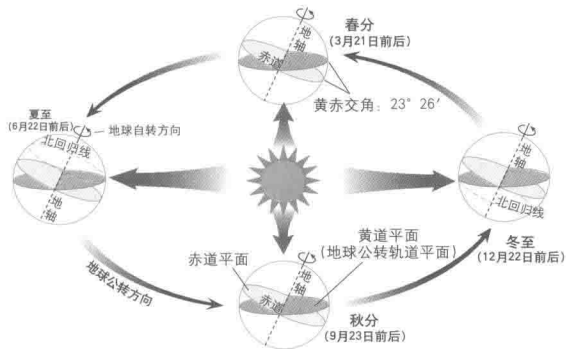 春分
(3月21日前后)
地轴
赤道
黄赤交角：23°26′
夏至
(6月22日前后)
地球自转方向
北回归线
地轴
地轴
北回归线
冬至
(12月22日前后)
地球公转方向
赤道平面
黄道平面
(地球公转轨道平面)
地轴
赤道
秋分
(9月23日前后)